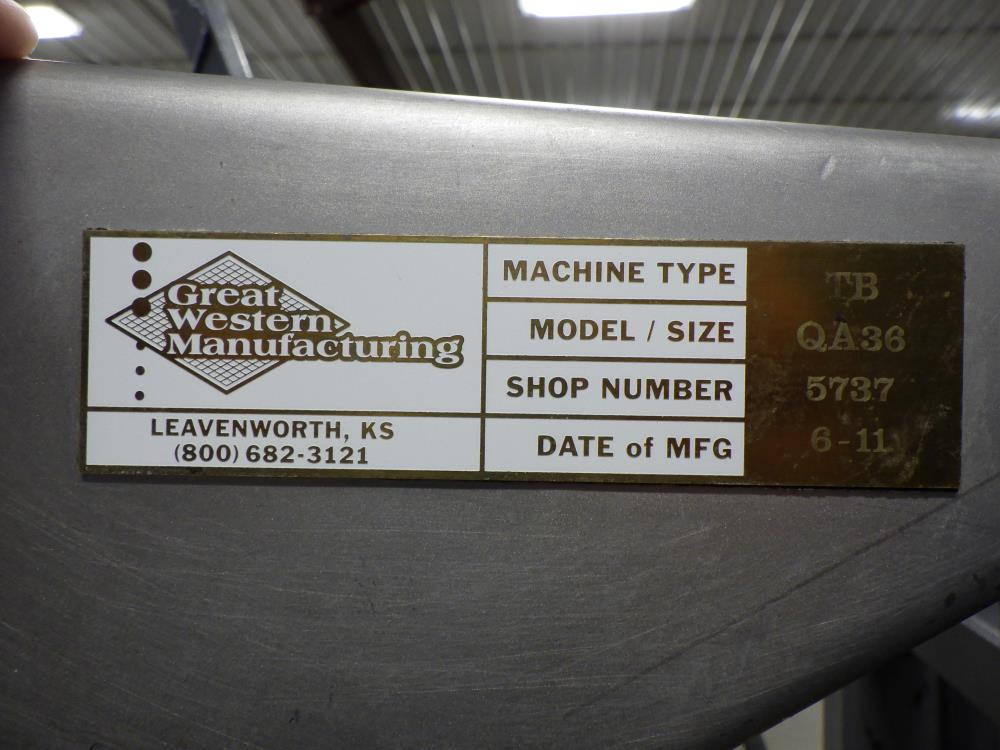 Great
Western
Manufacturing
LEAVENWORTH, KS
(800) 682-3121
MACHINE TYPE TB
MODEL / SIZE QA36
SHOP NUMBER 5737
DATE of MFG 6-11